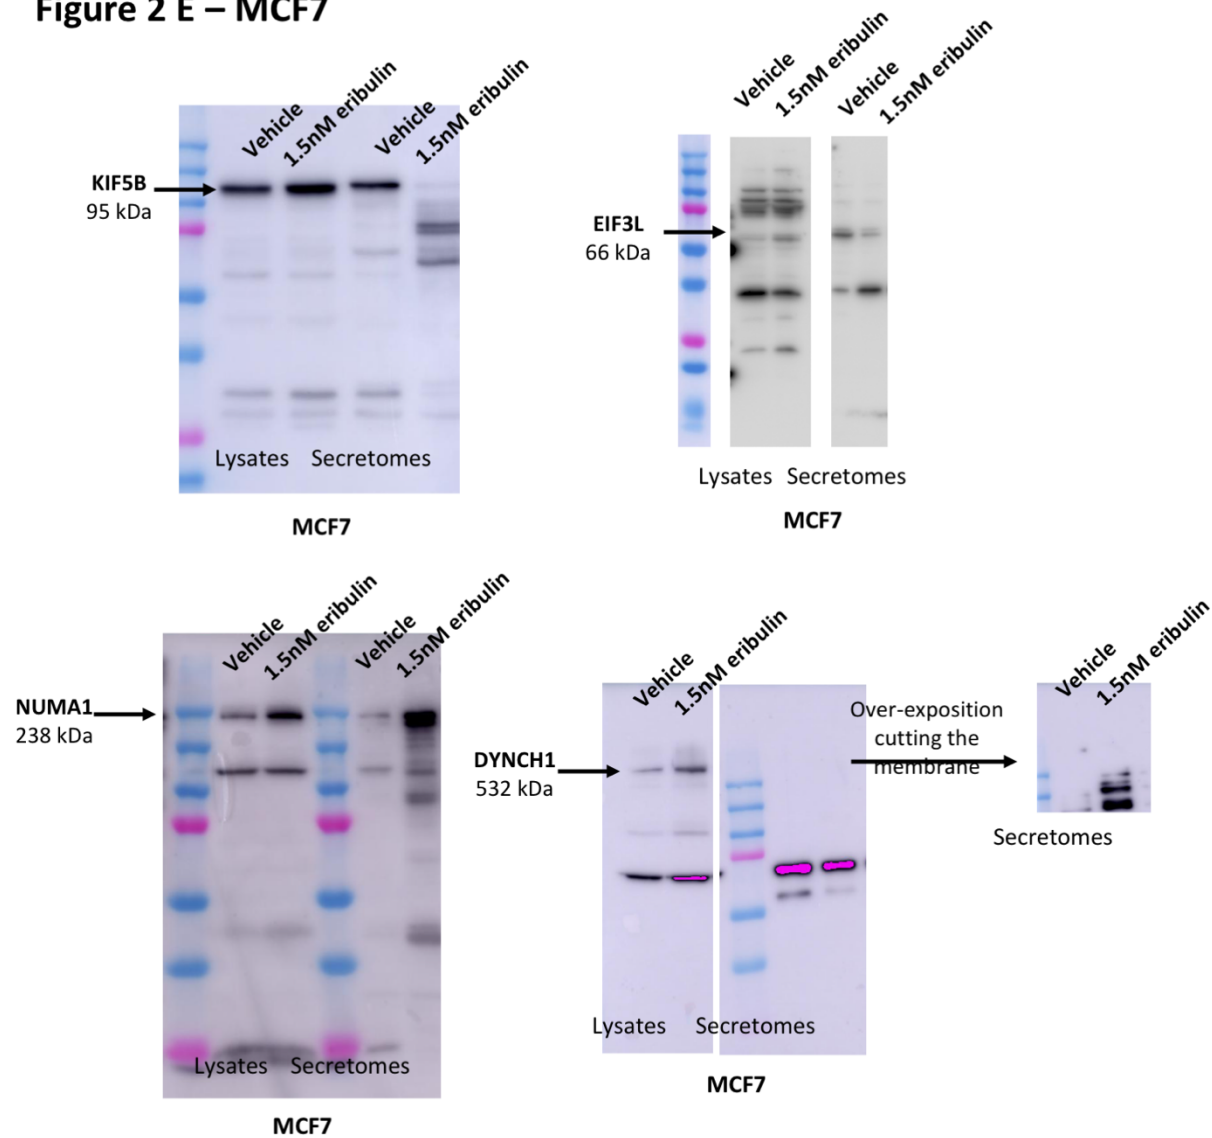 Figure 2 E – MCF7
Vehicle
1.5nM eribulin
Vehicle
1.5nM eribulin
KIF5B
95 kDa
Lysates Secretomes
MCF7
Vehicle
1.5nM eribulin
Vehicle
1.5nM eribulin
EIF3L
66 kDa
Lysates Secretomes
MCF7
Vehicle
1.5nM eribulin
Vehicle
1.5nM eribulin
NUMA1
238 kDa
Lysates Secretomes
MCF7
Vehicle
1.5nM eribulin
DYNCH1
532 kDa
Lysates Secretomes
MCF7
Over-exposition
cutting the
membrane
Vehicle
1.5nM eribulin
Secretomes